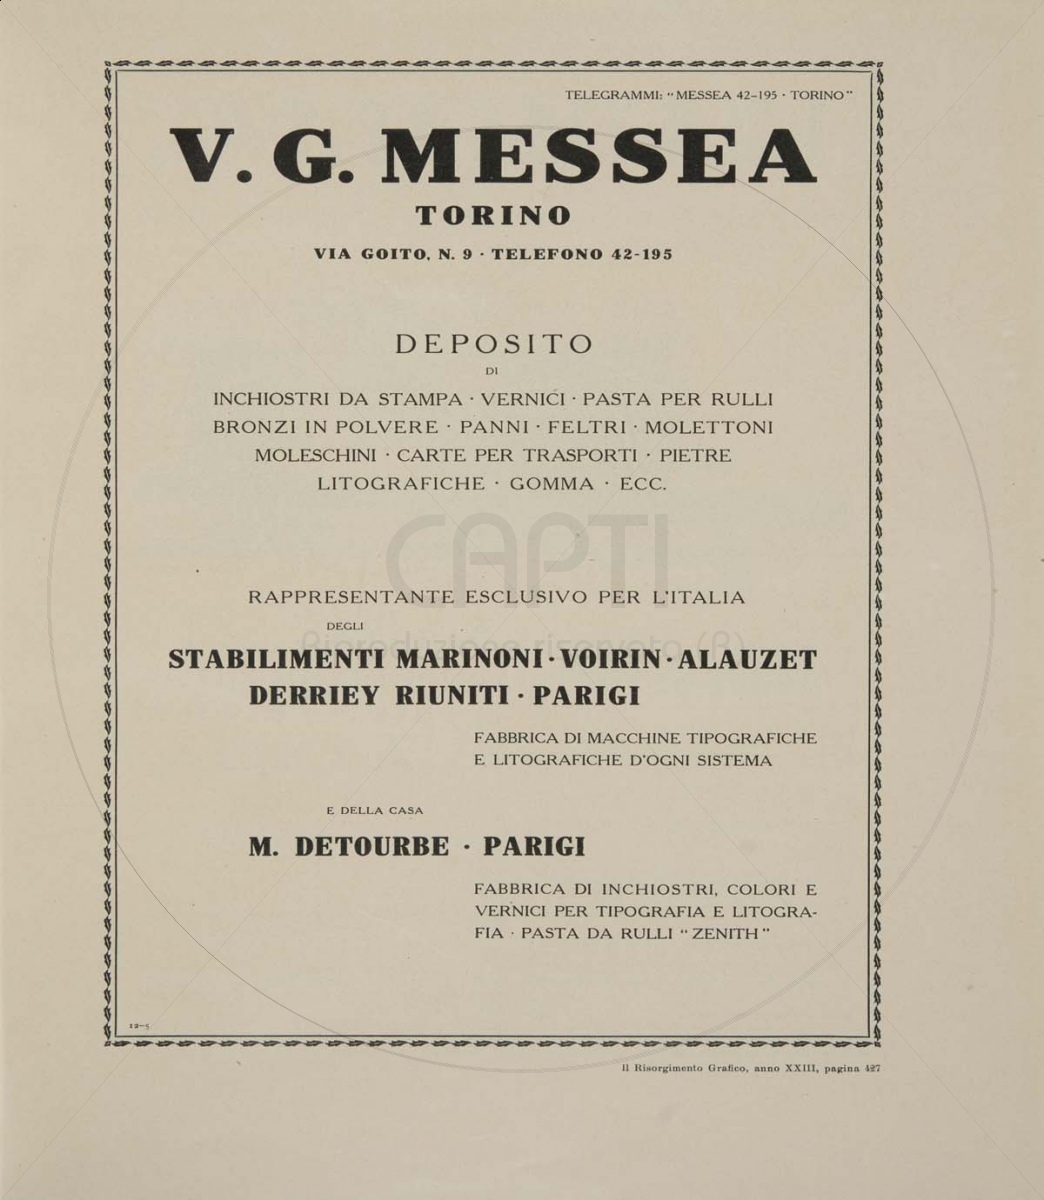 TELEGRAMMI: "MESSEA 42-195 · TORINO"
V. G. MESSEA
TORINO
VIA GOITO, N. 9 · TELEFONO 42-195
DEPOSITO
DI
INCHIOSTRI DA STAMPA · VERNICI · PASTA PER RULLI
BRONZI IN POLVERE · PANNI · FELTRI · MOLETTONI
MOLESCHINI · CARTE PER TRASPORTI · PIETRE
LITOGRAFICHE · GOMMA · ECC.
CAPTI
RAPPRESENTANTE ESCLUSIVO PER L'ITALIA
DEGLI
Riproduzione riservata (R)
STABILIMENTI MARINONI · VOIRIN · ALAUZET
DERRIEY RIUNITI · PARIGI
FABBRICA DI MACCHINE TIPOGRAFICHE
E LITOGRAFICHE D'OGNI SISTEMA
E DELLA CASA
M. DETOURBE · PARIGI
FABBRICA DI INCHIOSTRI, COLORI E
VERNICI PER TIPOGRAFIA E LITOGRA-
FIA · PASTA DA RULLI "ZENITH"
12-5
Il Risorgimento Grafico, anno XXIII, pagina 427